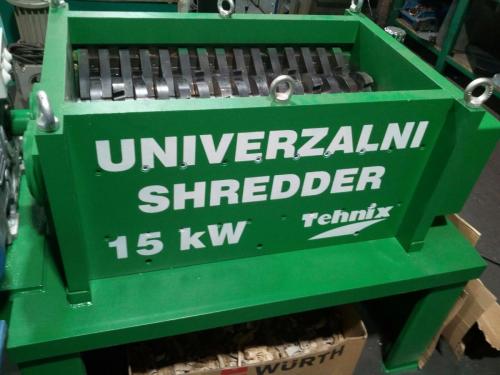 UNIVERZALNI
SHREDDER
15 kW Tehnix
WÜRTH